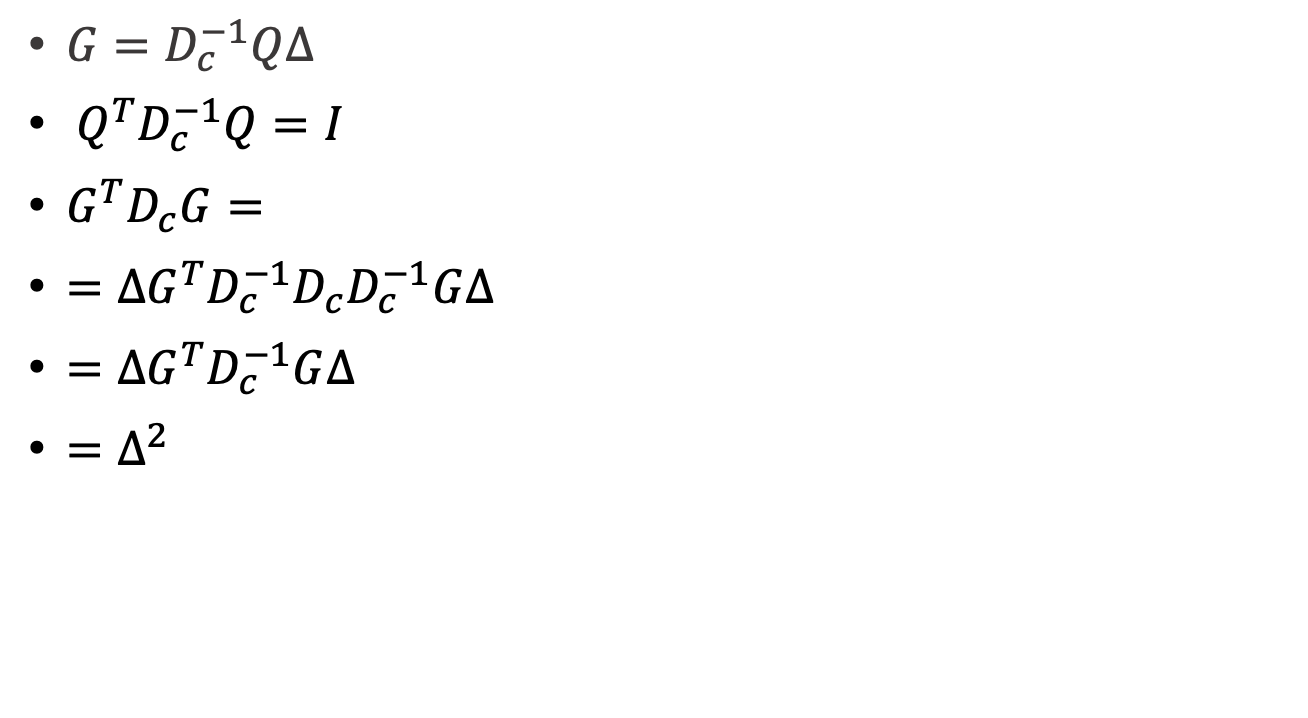 • G = D_c^{-1}QΔ
• Q^T D_c^{-1}Q = I
• G^T D_c G =
• = ΔG^T D_c^{-1}D_c D_c^{-1}GΔ
• = ΔG^T D_c^{-1}GΔ
• = Δ^2